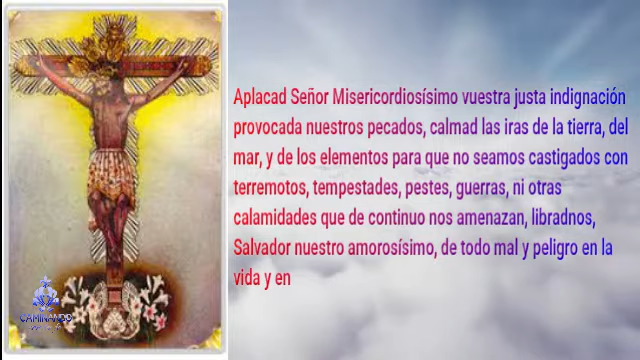 Aplacad Señor Misericordiosísimo vuestra justa indignación
provocada nuestros pecados, calmad las iras de la tierra, del
mar, y de los elementos para que no seamos castigados con
terremotos, tempestades, pestes, guerras, ni otras
calamidades que de continuo nos amenazan, libradnos,
Salvador nuestro amorosísimo, de todo mal y peligro en la
vida y en
CAMINANDO